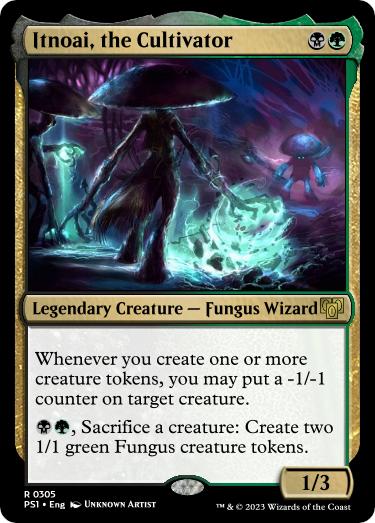 Itnoai, the Cultivator
Legendary Creature — Fungus Wizard
Whenever you create one or more
creature tokens, you may put a -1/-1
counter on target creature.
, Sacrifice a creature: Create two
1/1 green Fungus creature tokens.
1/3
R 0305
PS1 • Eng Unknown Artist
™ & © 2023 Wizards of the Coast